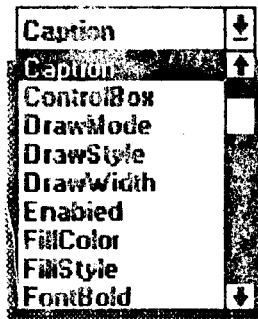 Caption
Caption
ControlBox
DrawMode
DrawStyle
DrawWidth
Enabled
FillColor
FillStyle
FontBold